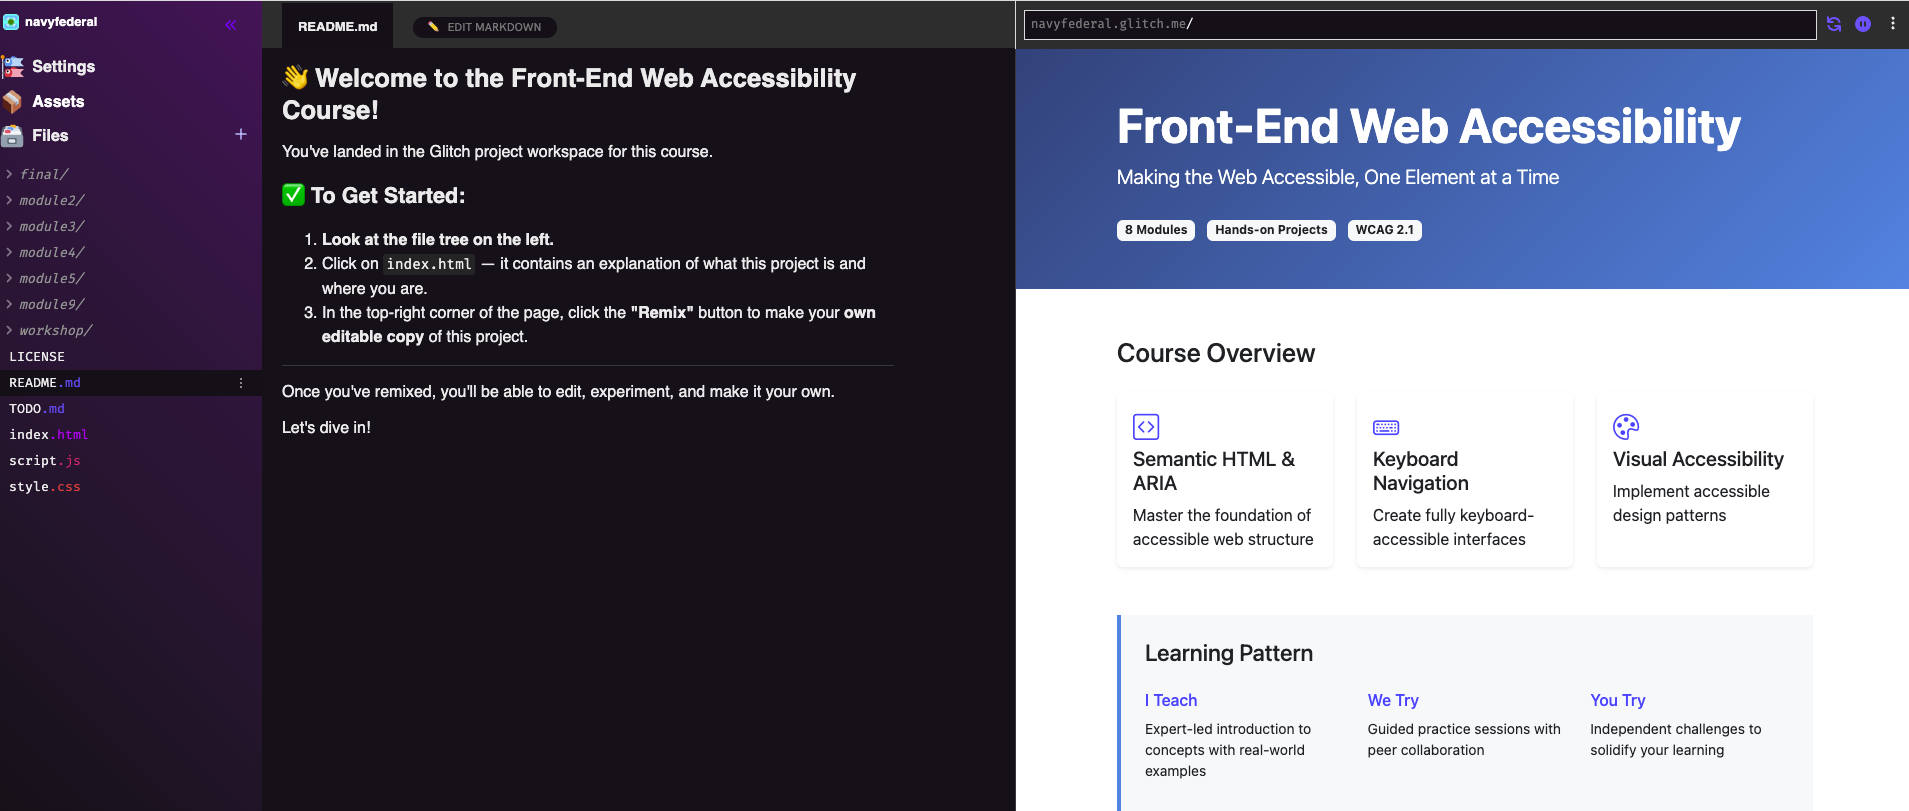 navyfederal
Settings
Assets
Files
final/
module2/
module3/
module4/
module5/
module9/
workshop/
LICENSE
README.md
TODO.md
index.html
script.js
style.css
README.md
EDIT MARKDOWN
👋 Welcome to the Front-End Web Accessibility
Course!
You've landed in the Glitch project workspace for this course.
✅ To Get Started:
1. Look at the file tree on the left.
2. Click on index.html — it contains an explanation of what this project is and
where you are.
3. In the top-right corner of the page, click the "Remix" button to make your own
editable copy of this project.
Once you've remixed, you'll be able to edit, experiment, and make it your own.
Let's dive in!
navyfederal.glitch.me/
Front-End Web Accessibility
Making the Web Accessible, One Element at a Time
8 Modules
Hands-on Projects
WCAG 2.1
Course Overview
Semantic HTML &
ARIA
Master the foundation of
accessible web structure
Keyboard
Navigation
Create fully keyboard-
accessible interfaces
Visual Accessibility
Implement accessible
design patterns
Learning Pattern
I Teach
Expert-led introduction to
concepts with real-world
examples
We Try
Guided practice sessions with
peer collaboration
You Try
Independent challenges to
solidify your learning